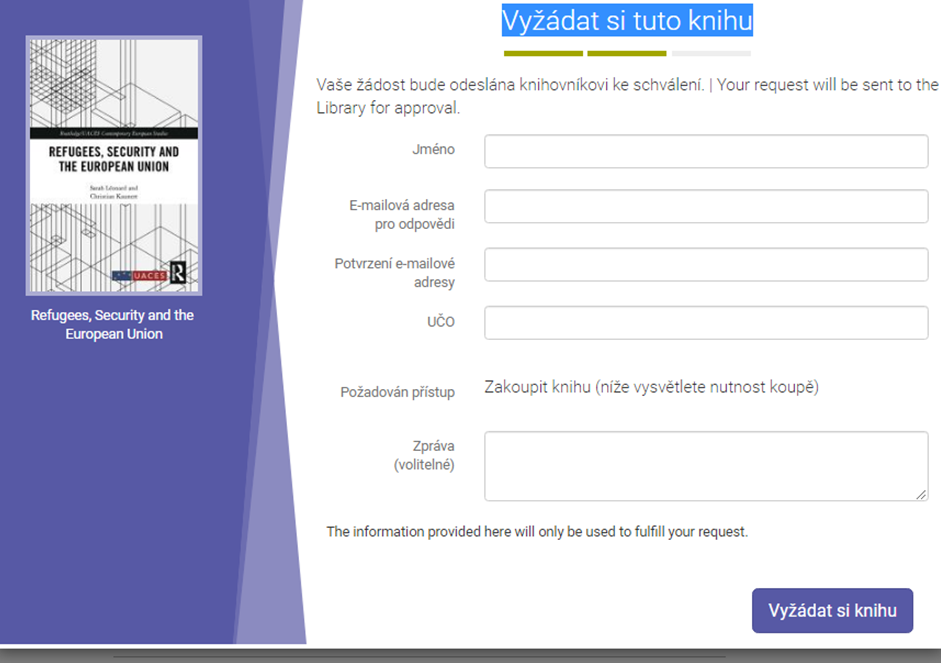 Vyžádat si tuto knihu
Vaše žádost bude odeslána knihovníkovi ke schválení. | Your request will be sent to the
Library for approval.
Routledge/UACES Contemporary European Studies
REFUGEES, SECURITY AND
THE EUROPEAN UNION
Sarah Léonard and
Christian Kaunert
UACES
R
Refugees, Security and the
European Union
Jméno
E-mailová adresa
pro odpovědi
Potvrzení e-mailové
adresy
UČO
Požadován přístup
Zakoupit knihu (níže vysvětlete nutnost koupě)
Zpráva
(volitelné)
The information provided here will only be used to fulfill your request.
Vyžádat si knihu